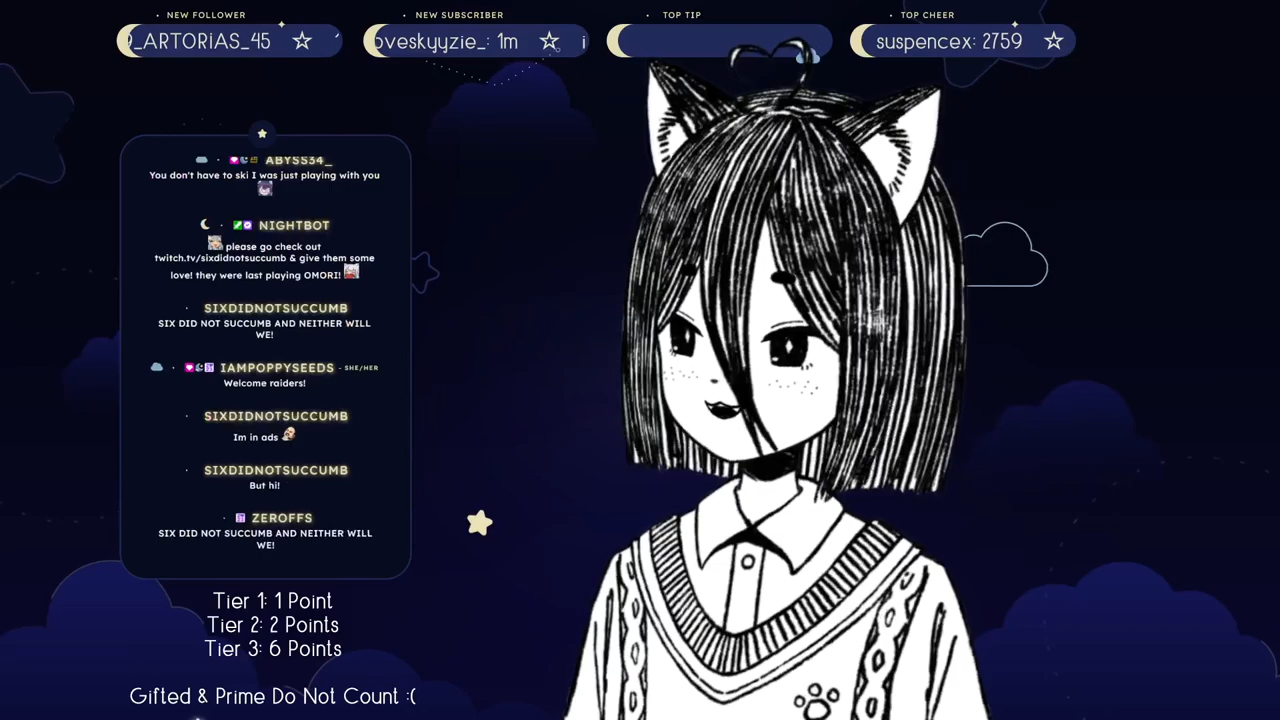 NEW FOLLOWER
NEW SUBSCRIBER
TOP TIP
TOP CHEER
_ARTORIAS_45
oveskyyzie_: 1m
suspencex: 2759
ABYSS34_
You don't have to ski I was just playing with you
NIGHTBOT
please go check out
twitch.tv/sixdidnotsuccumb & give them some
love! they were last playing OMORI!
SIXDIDNOTSUCCUMB
SIX DID NOT SUCCUMB AND NEITHER WILL
WE!
IAMPOPPYSEEDS - SHE/HER
Welcome raiders!
SIXDIDNOTSUCCUMB
Im in ads
SIXDIDNOTSUCCUMB
But hi!
ZEROFFS
SIX DID NOT SUCCUMB AND NEITHER WILL
WE!
Tier 1: 1 Point
Tier 2: 2 Points
Tier 3: 6 Points
Gifted & Prime Do Not Count :(